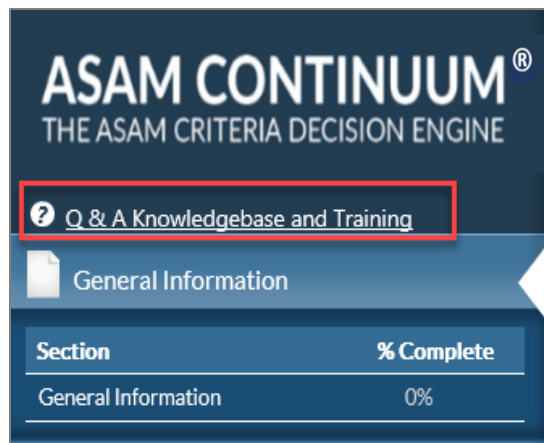 ASAM CONTINUUM®
THE ASAM CRITERIA DECISION ENGINE
? Q & A Knowledgebase and Training
General Information
Section % Complete
General Information 0%